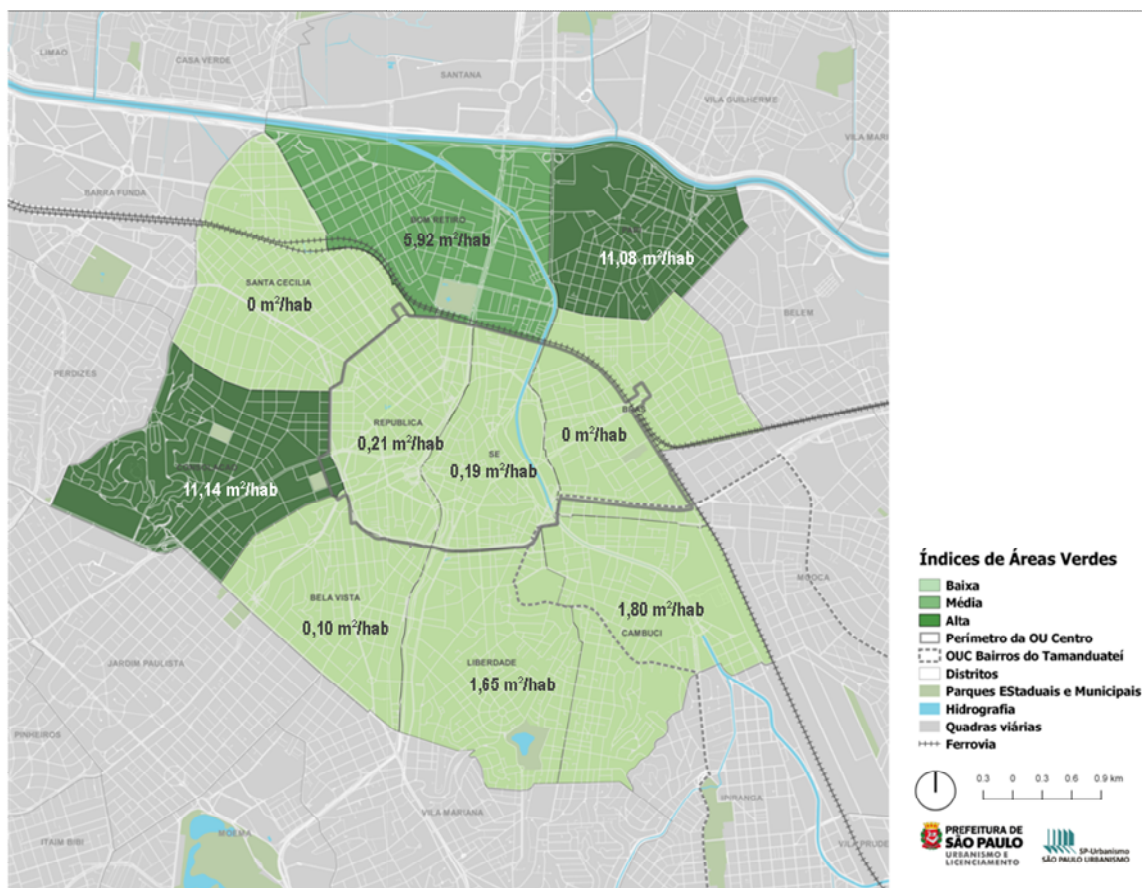 LIMAO
CASA VERDE
SANTANA
VILA GUILHERME
VILA MARI
BARRA FUNDA
BOM RETIRO
5,92 m²/hab
PARI
11,08 m²/hab
SANTA CECILIA
0 m²/hab
BELEM
PERDIZES
REPUBLICA
0,21 m²/hab
SE
0,19 m²/hab
BRAS
0 m²/hab
CONSOLACAO
11,14 m²/hab
MOOCA
BELA VISTA
0,10 m²/hab
1,80 m²/hab
CAMBUCI
JARDIM PAULISTA
LIBERDADE
1,65 m²/hab
PINHEIROS
VILA MARIANA
IPIRANGA
MOEMA
ITAIM BIBI
VILA PRUDE
Índices de Áreas Verdes
Baixa
Média
Alta
Perímetro da OU Centro
OUC Bairros do Tamanduateí
Distritos
Parques EStaduais e Municipais
Hidrografia
Quadras viárias
Ferrovia
0.3 0 0.3 0.6 0.9 km
PREFEITURA DE
SÃO PAULO
URBANISMO E
LICENCIAMENTO
SP-Urbanismo
SÃO PAULO URBANISMO